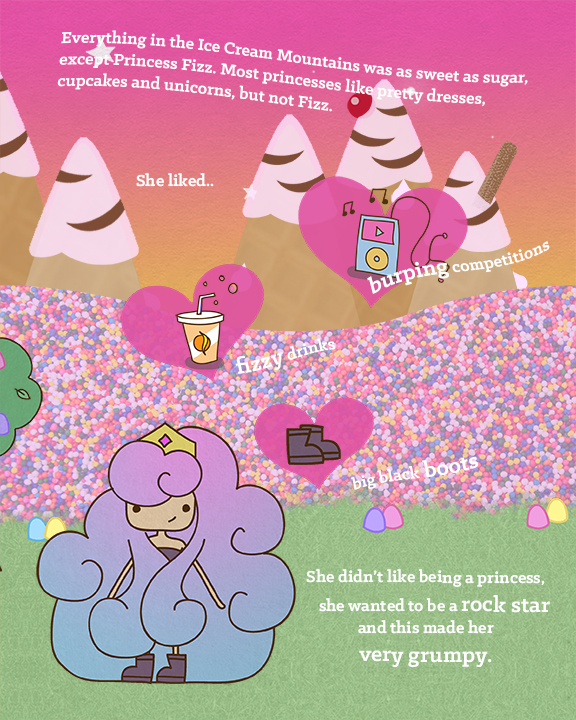 Everything in the Ice Cream Mountains was as sweet as sugar,
except Princess Fizz. Most princesses like pretty dresses,
cupcakes and unicorns, but not Fizz.
She liked..
burping competitions
fizzy drinks
big black boots
She didn't like being a princess,
she wanted to be a rock star
and this made her
very grumpy.